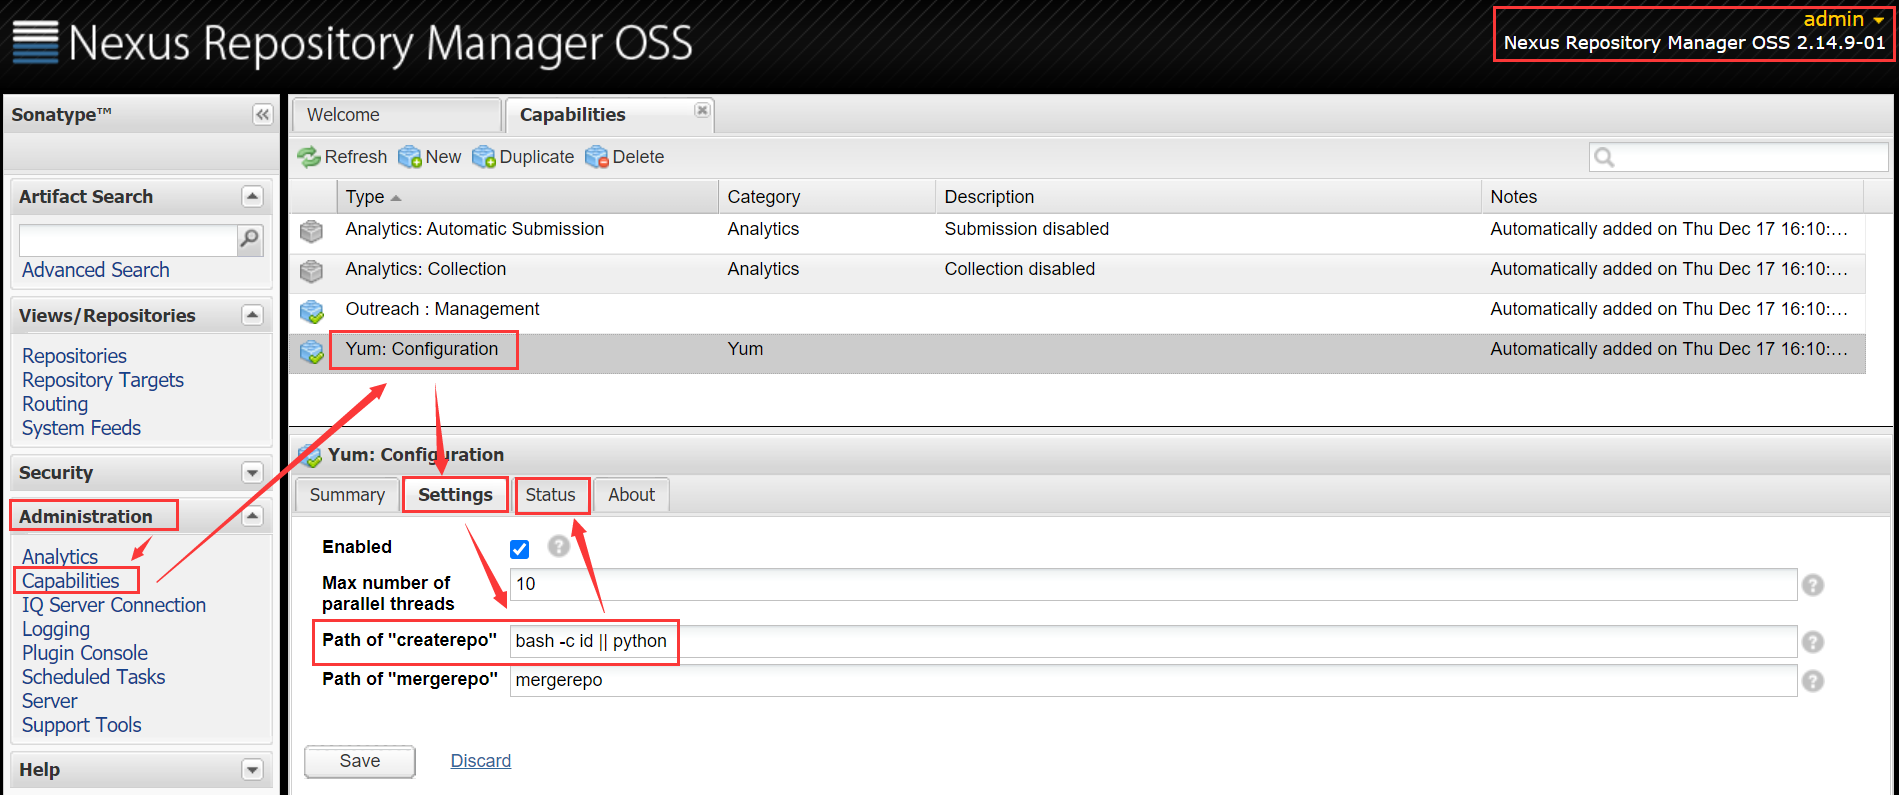 Nexus Repository Manager OSS
admin
Nexus Repository Manager OSS 2.14.9-01
Sonatype™
Artifact Search
Advanced Search
Views/Repositories
Repositories
Repository Targets
Routing
System Feeds
Security
Administration
Analytics
Capabilities
IQ Server Connection
Logging
Plugin Console
Scheduled Tasks
Server
Support Tools
Help
Welcome
Capabilities
Refresh New Duplicate Delete
Type Category Description Notes
Analytics: Automatic Submission Analytics Submission disabled Automatically added on Thu Dec 17 16:10:...
Analytics: Collection Analytics Collection disabled Automatically added on Thu Dec 17 16:10:...
Outreach : Management Automatically added on Thu Dec 17 16:10:...
Yum: Configuration Yum Automatically added on Thu Dec 17 16:10:...
Yum: Configuration
Summary Settings Status About
Enabled ?
Max number of
parallel threads
10 ?
Path of "createrepo" bash -c id || python ?
Path of "mergerepo" mergerepo ?
Save Discard